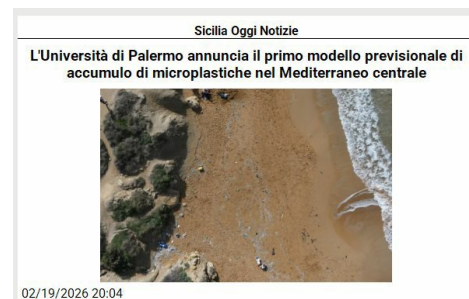 Sicilia Oggi Notizie
L'Università di Palermo annuncia il primo modello previsionale di
accumulo di microplastiche nel Mediterraneo centrale
02/19/2026 20:04